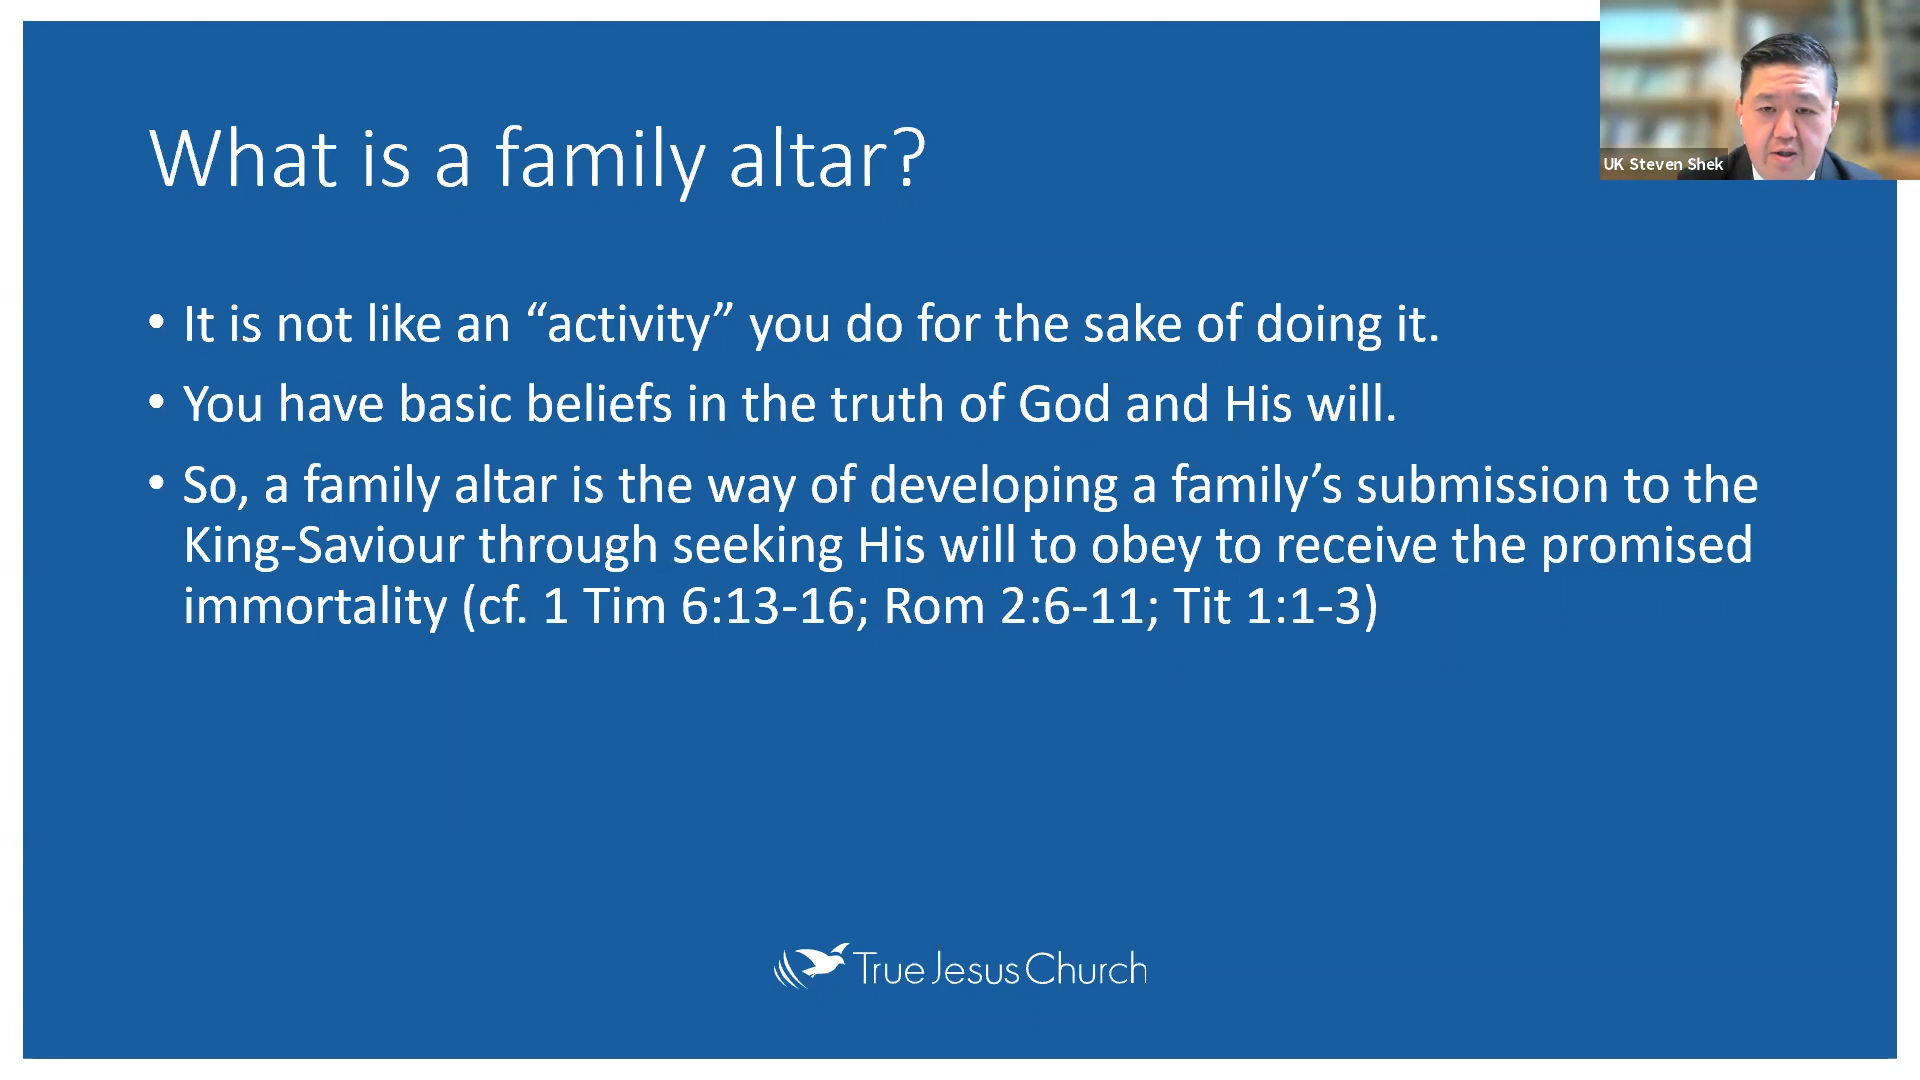 What is a family altar?
UK Steven Shek
• It is not like an “activity” you do for the sake of doing it.
• You have basic beliefs in the truth of God and His will.
• So, a family altar is the way of developing a family’s submission to the
King-Saviour through seeking His will to obey to receive the promised
immortality (cf. 1 Tim 6:13-16; Rom 2:6-11; Tit 1:1-3)
True Jesus Church